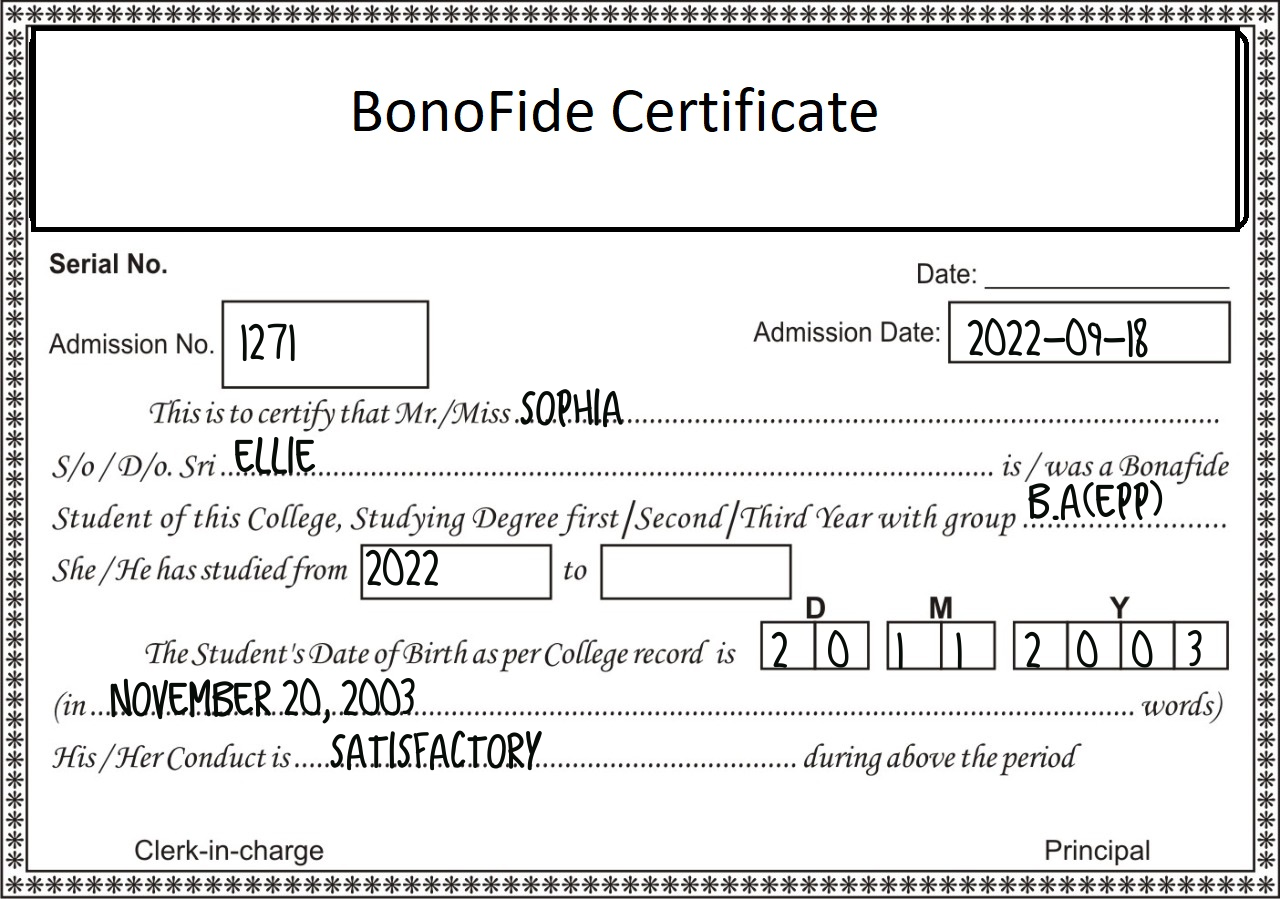 BonoFide Certificate
Serial No.
Date:
Admission No. 1271
Admission Date: 2022-09-18
This is to certify that Mr./Miss SOPHIA
S/o / D/o. Sri ELLIE is / was a Bonafide
Student of this College, Studying Degree first/Second/Third Year with group B.A(EPP)
She / He has studied from 2022 to
D M Y
The Student's Date of Birth as per College record is 2 0 1 1 2 0 0 3
(in NOVEMBER 20, 2003 words)
His / Her Conduct is SATISFACTORY during above the period
Clerk-in-charge Principal